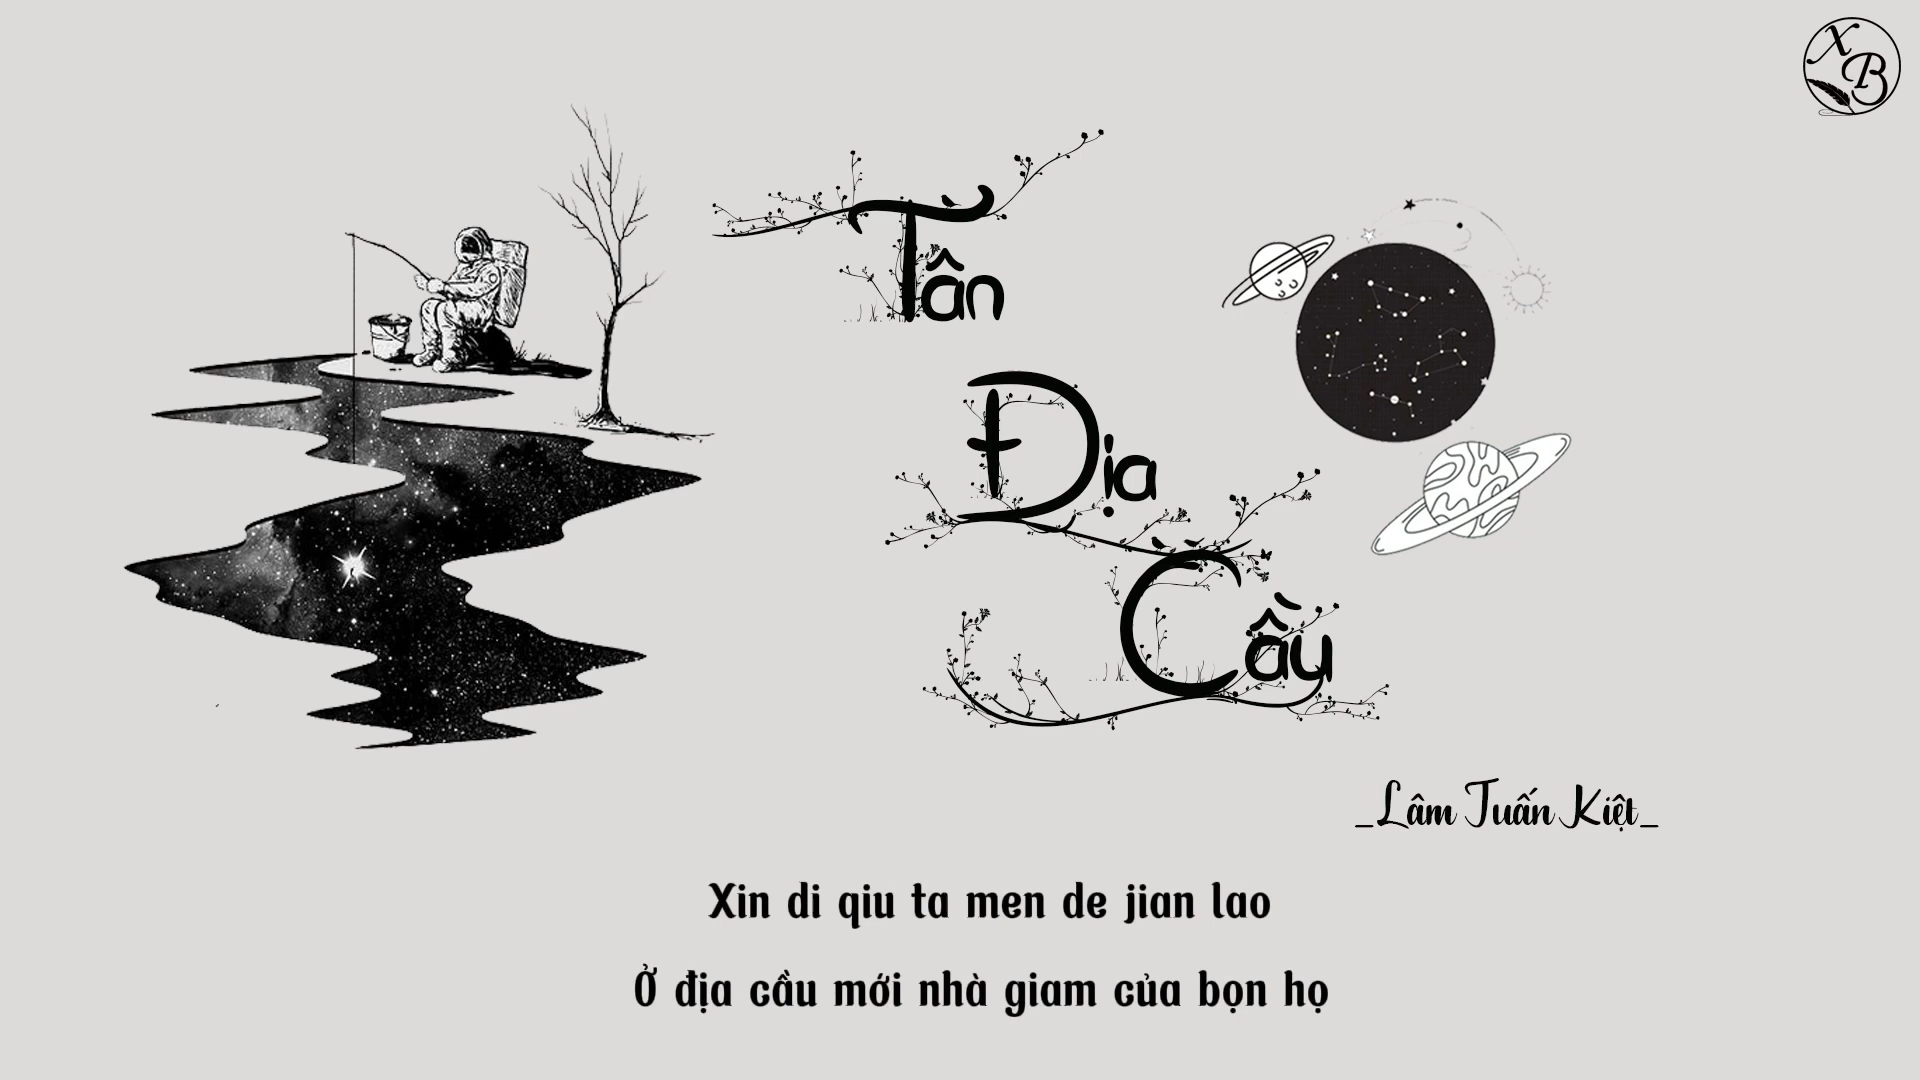 XB
Tân
Địa
Cầu
_Lâm Tuấn Kiệt_
Xin di qiu ta men de jian lao
Ở địa cầu mới nhà giam của bọn họ